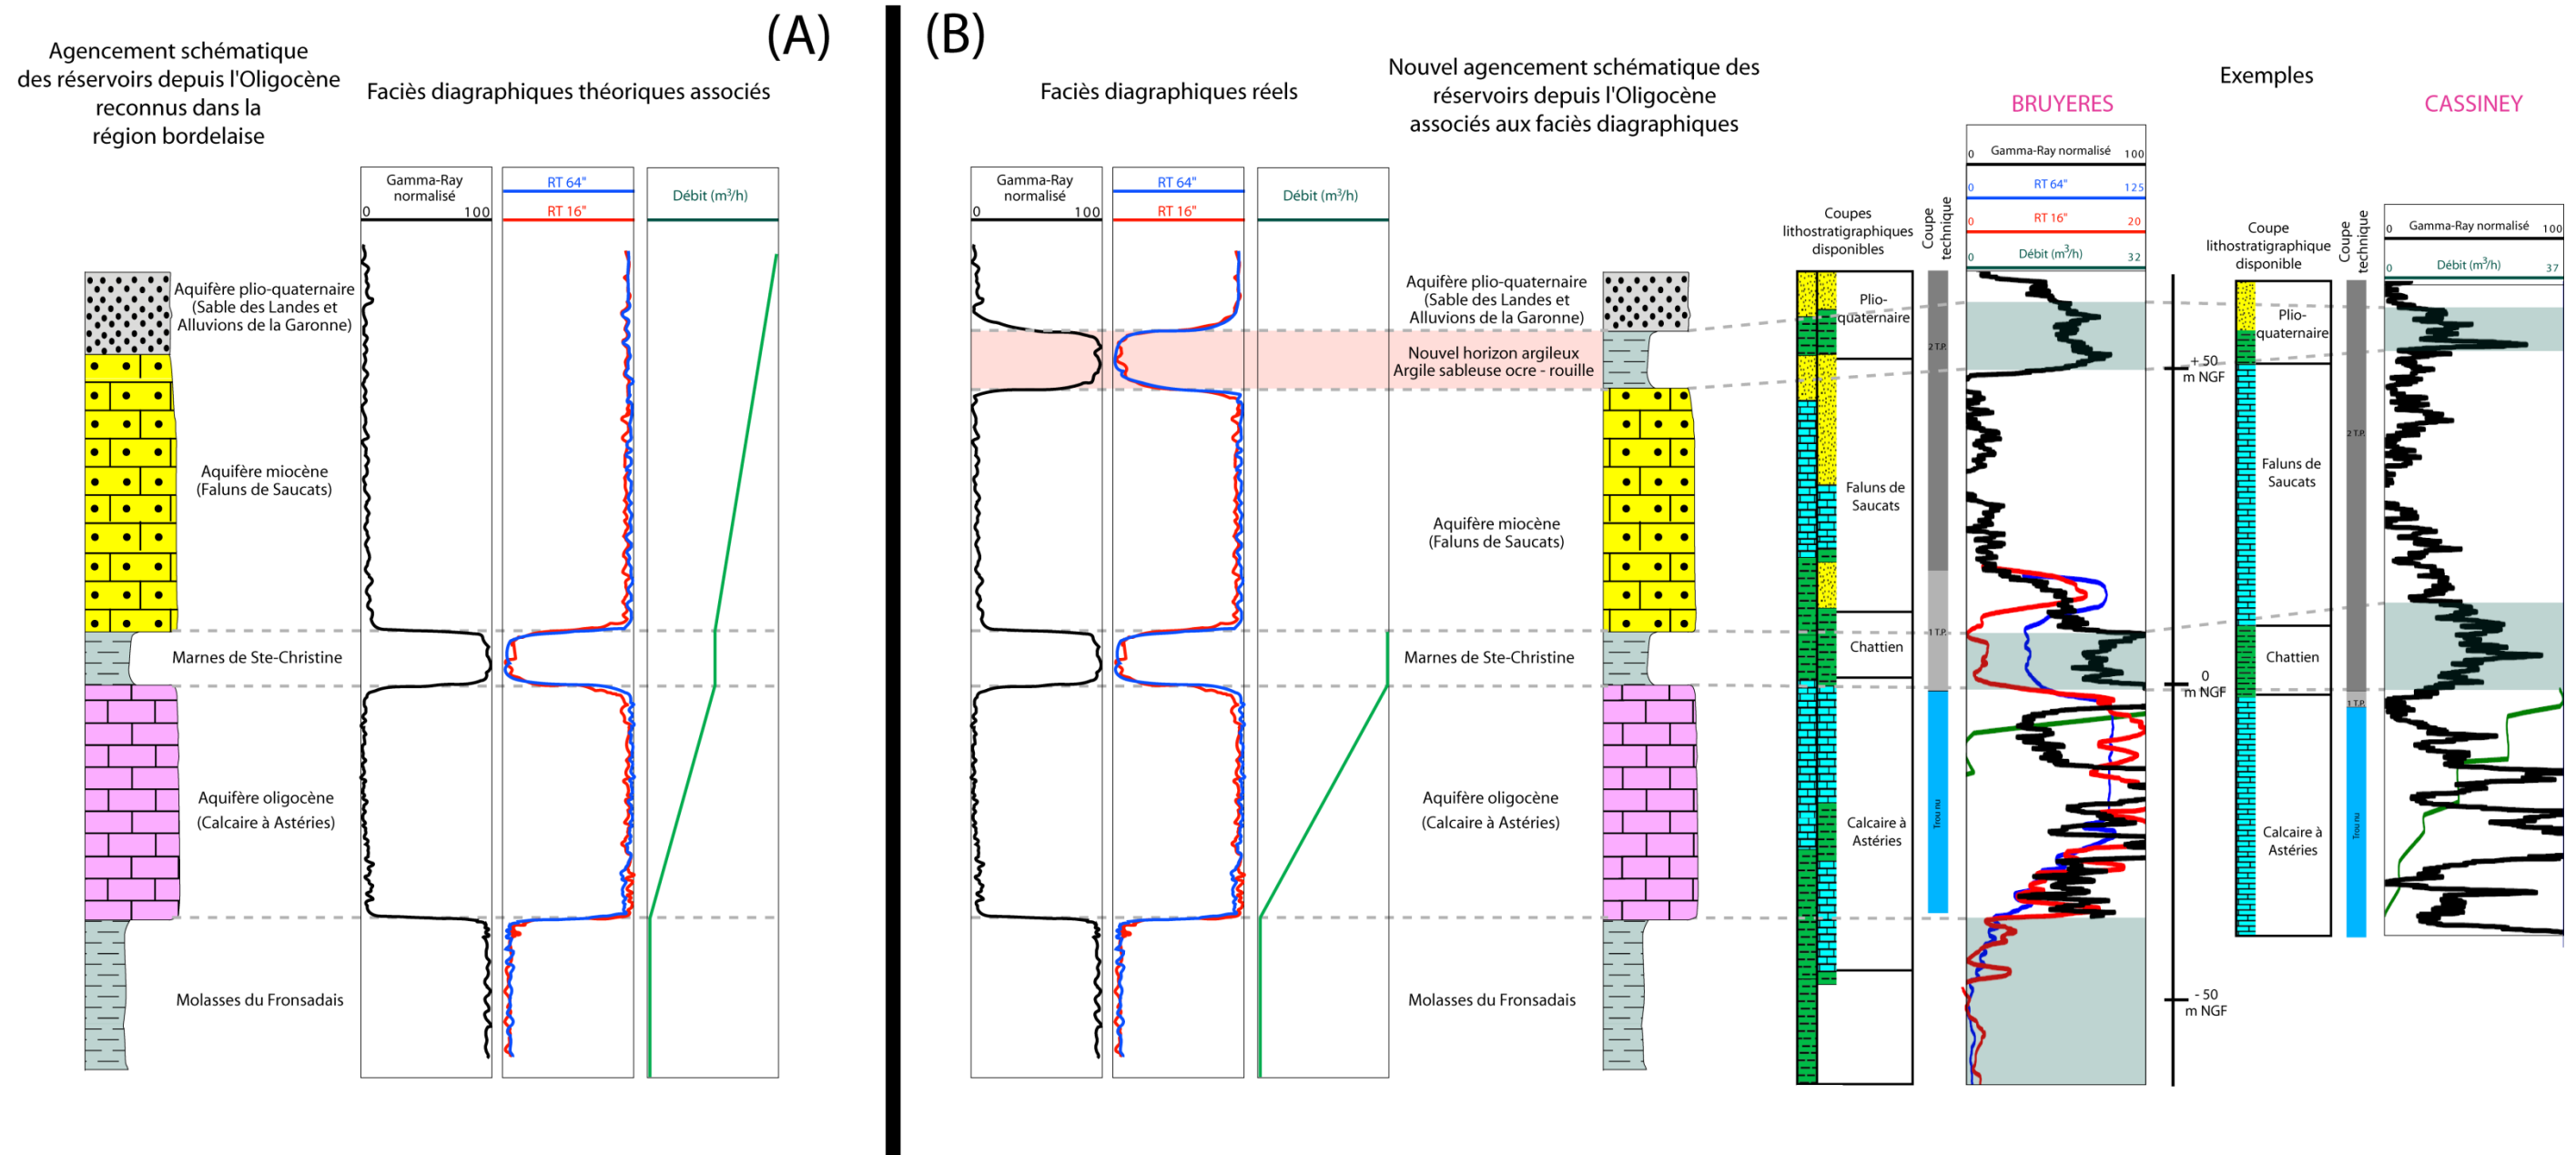 (A)
Agencement schématique
des réservoirs depuis l'Oligocène
reconnus dans la
région bordelaise
Faciès diagraphiques théoriques associés
Gamma-Ray
normalisé
0 100
RT 64"
RT 16"
Débit (m³/h)
Aquifère plio-quaternaire
(Sable des Landes et
Alluvions de la Garonne)
Aquifère miocène
(Faluns de Saucats)
Marnes de Ste-Christine
Aquifère oligocène
(Calcaire à Astéries)
Molasses du Fronsadais
(B)
Faciès diagraphiques réels
Nouvel agencement schématique des
réservoirs depuis l'Oligocène
associés aux faciès diagraphiques
Gamma-Ray
normalisé
0 100
RT 64"
RT 16"
Débit (m³/h)
Aquifère plio-quaternaire
(Sable des Landes et
Alluvions de la Garonne)
Nouvel horizon argileux
Argile sableuse ocre - rouille
Aquifère miocène
(Faluns de Saucats)
Marnes de Ste-Christine
Aquifère oligocène
(Calcaire à Astéries)
Molasses du Fronsadais
Exemples
BRUYERES
Coupes
lithostratigraphiques
disponibles
Coupe
technique
0 Gamma-Ray normalisé 100
0 RT 64" 125
0 RT 16" 20
0 Débit (m³/h) 32
Plio-
quaternaire
Faluns de
Saucats
Chattien
Calcaire à
Astéries
2 T.P.
1 T.P.
Trou nu
+50
m NGF
0
m NGF
- 50
m NGF
CASSINEY
Coupe
lithostratigraphique
disponible
Coupe
technique
0 Gamma-Ray normalisé 100
0 Débit (m³/h) 37
Plio-
quaternaire
Faluns de
Saucats
Chattien
Calcaire à
Astéries
2 T.P.
1 T.P.
Trou nu